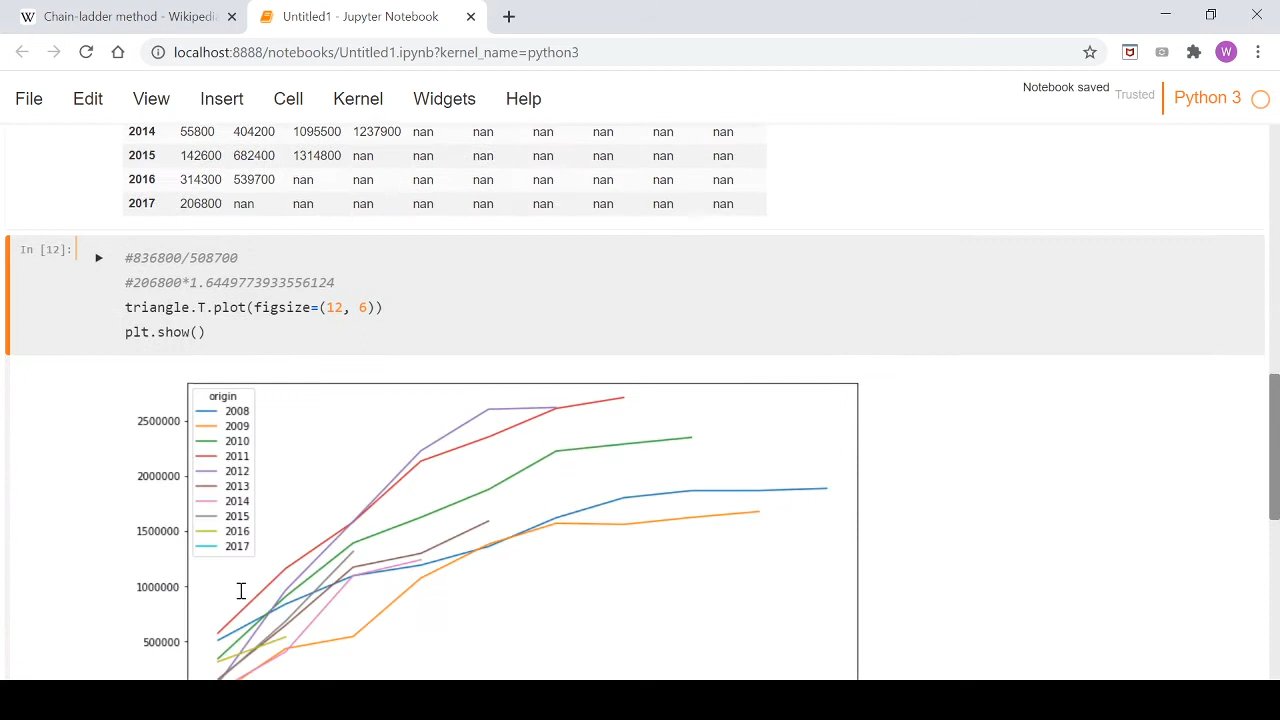 Chain-ladder method - Wikipedi
Untitled1 - Jupyter Notebook
localhost:8888/notebooks/Untitled1.ipynb?kernel_name=python3
W
File Edit View Insert Cell Kernel Widgets Help
Notebook saved Trusted Python 3
2014 55800 404200 1095500 1237900 nan nan nan nan nan nan
2015 142600 682400 1314800 nan nan nan nan nan nan nan
2016 314300 539700 nan nan nan nan nan nan nan nan
2017 206800 nan nan nan nan nan nan nan nan nan
In [12]:
#836800/508700
#206800*1.6449773933556124
triangle.T.plot(figsize=(12, 6))
plt.show()
origin
2008
2009
2010
2011
2012
2013
2014
2015
2016
2017
2500000
2000000
1500000
1000000
500000